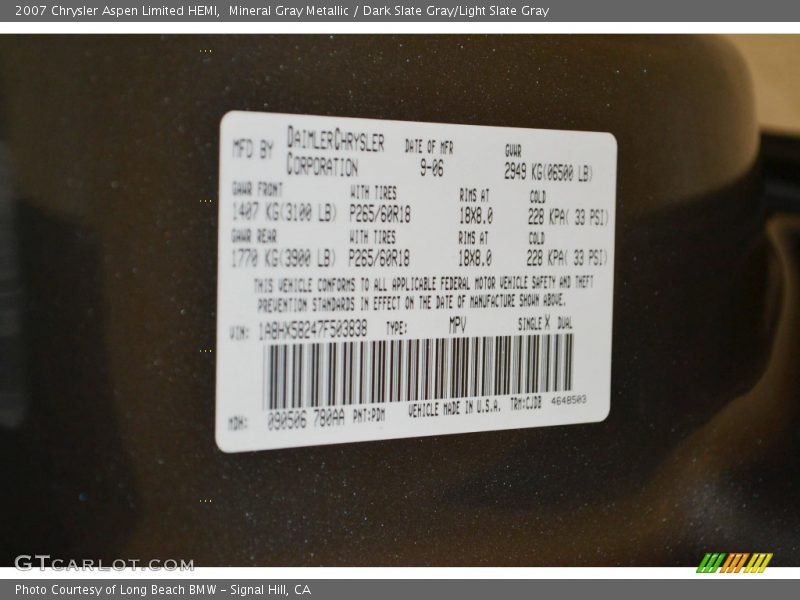 2007 Chrysler Aspen Limited HEMI,  Mineral Gray Metallic / Dark Slate Gray/Light Slate Gray
MFD BY DAIMLERCHRYSLER CORPORATION DATE OF MFR 9-06 GVWR 2949 KG(06500 LB)
GAWR FRONT WITH TIRES RIMS AT COLD
1407 KG(3100 LB) P265/60R18 18X8.0 228 KPA( 33 PSI)
GAWR REAR WITH TIRES RIMS AT COLD
1770 KG(3900 LB) P265/60R18 18X8.0 228 KPA( 33 PSI)
THIS VEHICLE CONFORMS TO ALL APPLICABLE FEDERAL MOTOR VEHICLE SAFETY AND THEFT
PREVENTION STANDARDS IN EFFECT ON THE DATE OF MANUFACTURE SHOWN ABOVE.
VIN: 1A8HX58247F503838 TYPE: MPV SINGLE X DUAL
MDH: 090506 780AA PNT:PDM VEHICLE MADE IN U.S.A. TRM:CJDB 4648503
GTCARLOT.COM
Photo Courtesy of Long Beach BMW – Signal Hill, CA